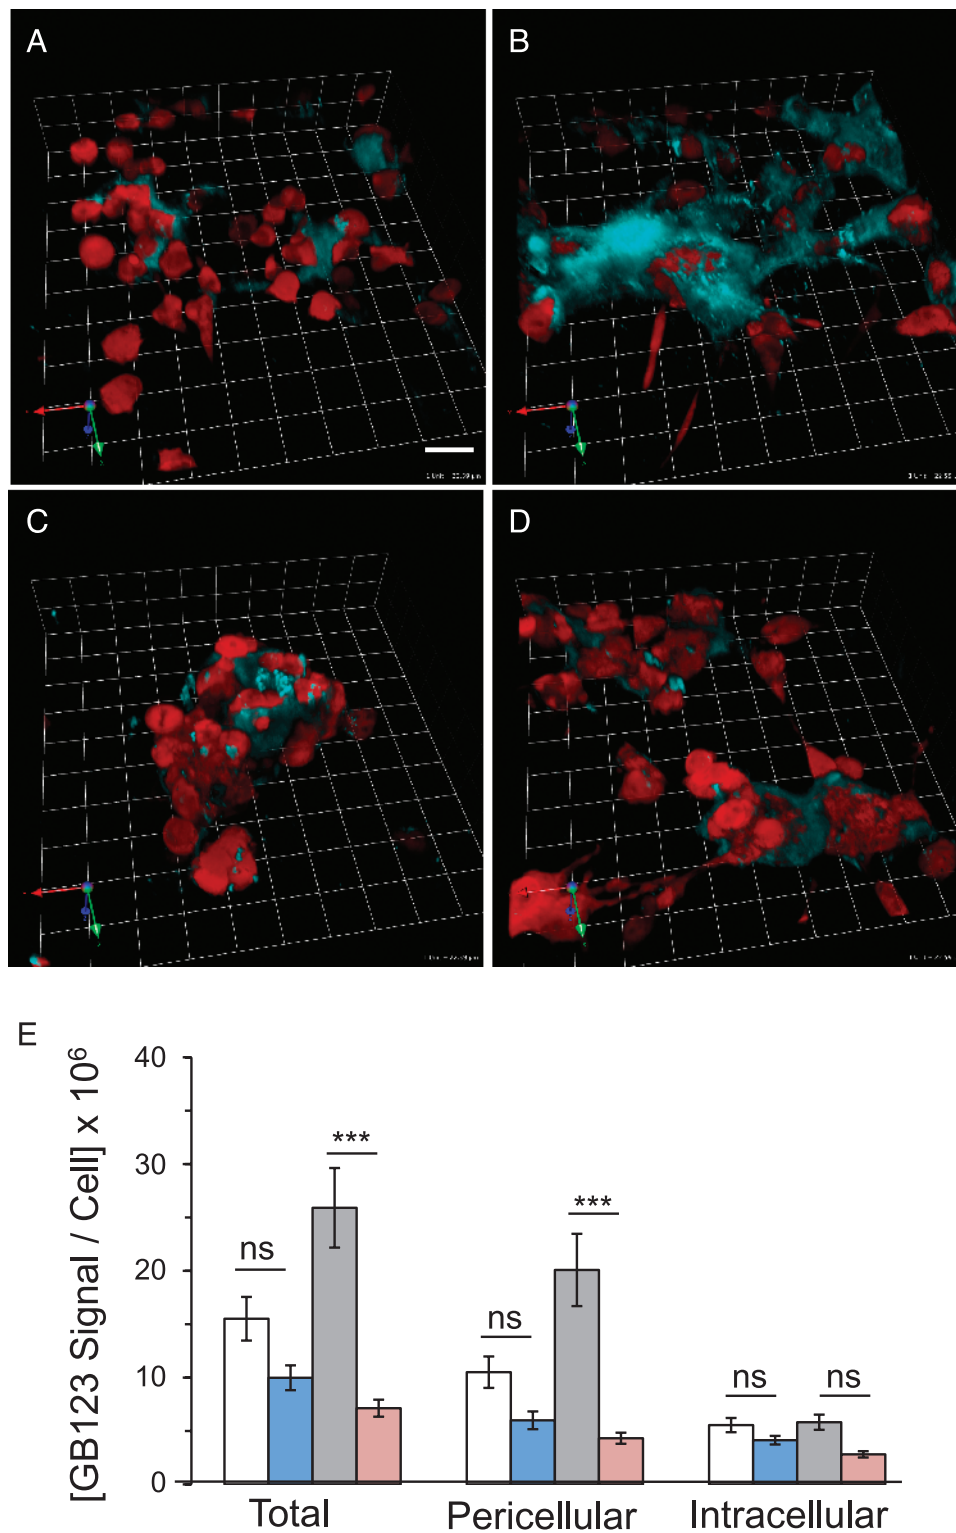 A
B
C
D
E
[GB123 Signal / Cell] x 10⁶
40
30
20
10
0
ns
***
ns
***
ns
ns
Total
Pericellular
Intracellular